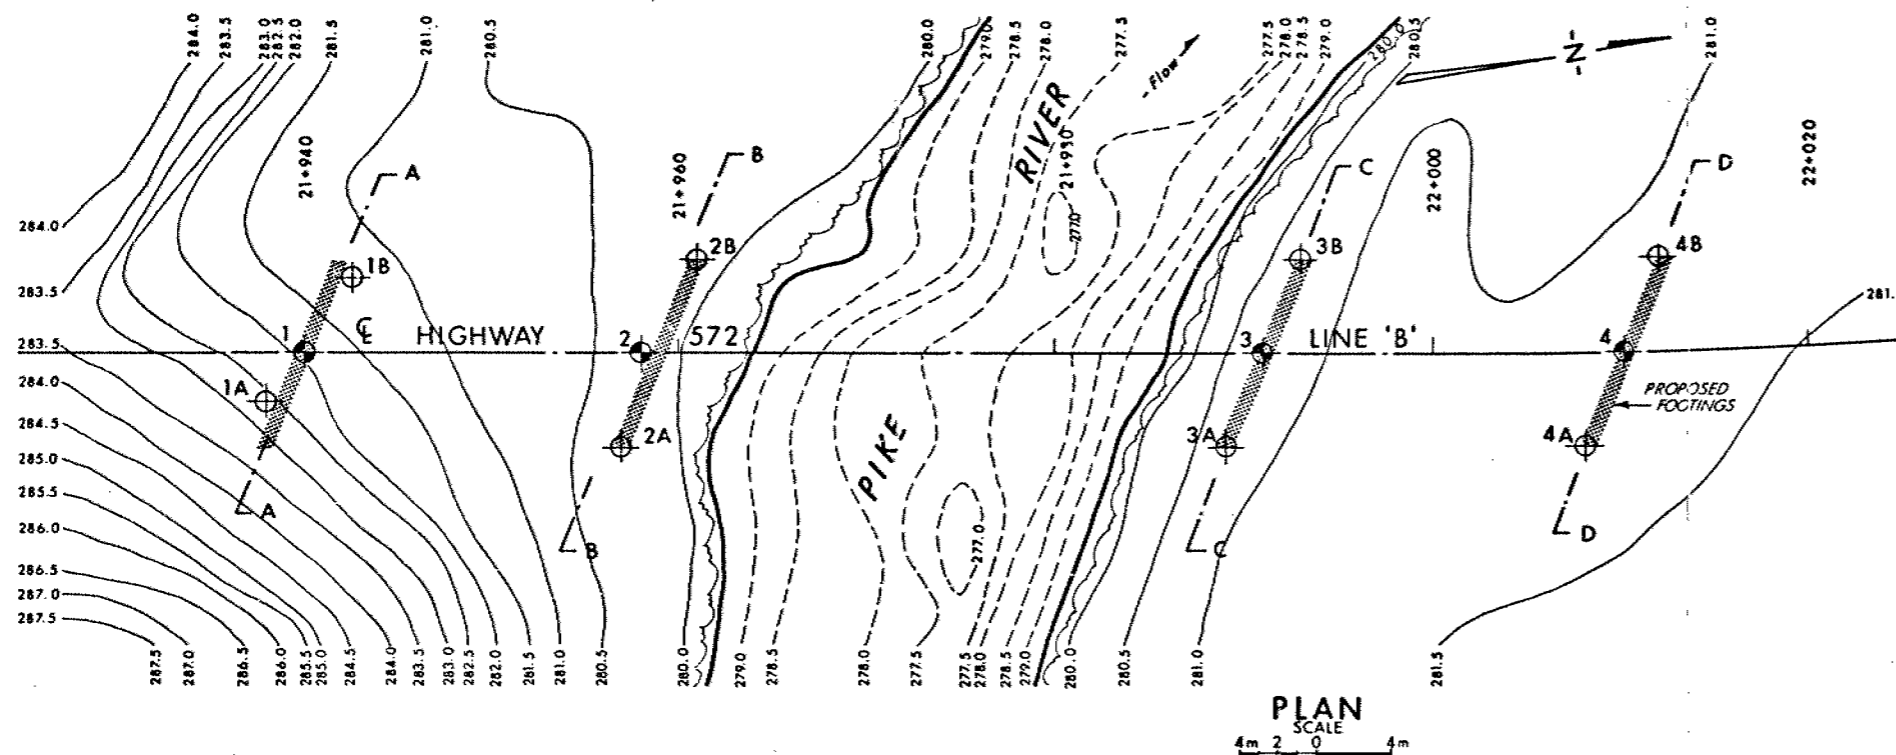 284.0
283.5
283.0
282.5
282.0
281.5
281.0
280.5
280.0
279.0
278.5
278.0
277.5
Flow
277.5
278.0
278.5
279.0
280.0
280.5
N
281.0
21+940
A
21+960
B
RIVER
277.0
C
22+000
D
22+020
284.0
283.5
1B
2B
3B
4B
281.
1
℄
HIGHWAY
2
572
3
LINE 'B'
4
283.5
284.0
284.5
285.0
285.5
286.0
286.5
287.0
287.5
1A
2A
PIKE
3A
4A
PROPOSED
FOOTINGS
A
B
277.0
C
D
287.5
287.0
286.5
286.0
285.5
285.0
284.5
284.0
283.5
283.0
282.5
282.0
281.5
281.0
280.5
280.0
279.0
278.5
278.0
277.5
277.5
278.0
278.5
279.0
280.0
280.5
281.0
281.5
PLAN
SCALE
4m 2 0 4m